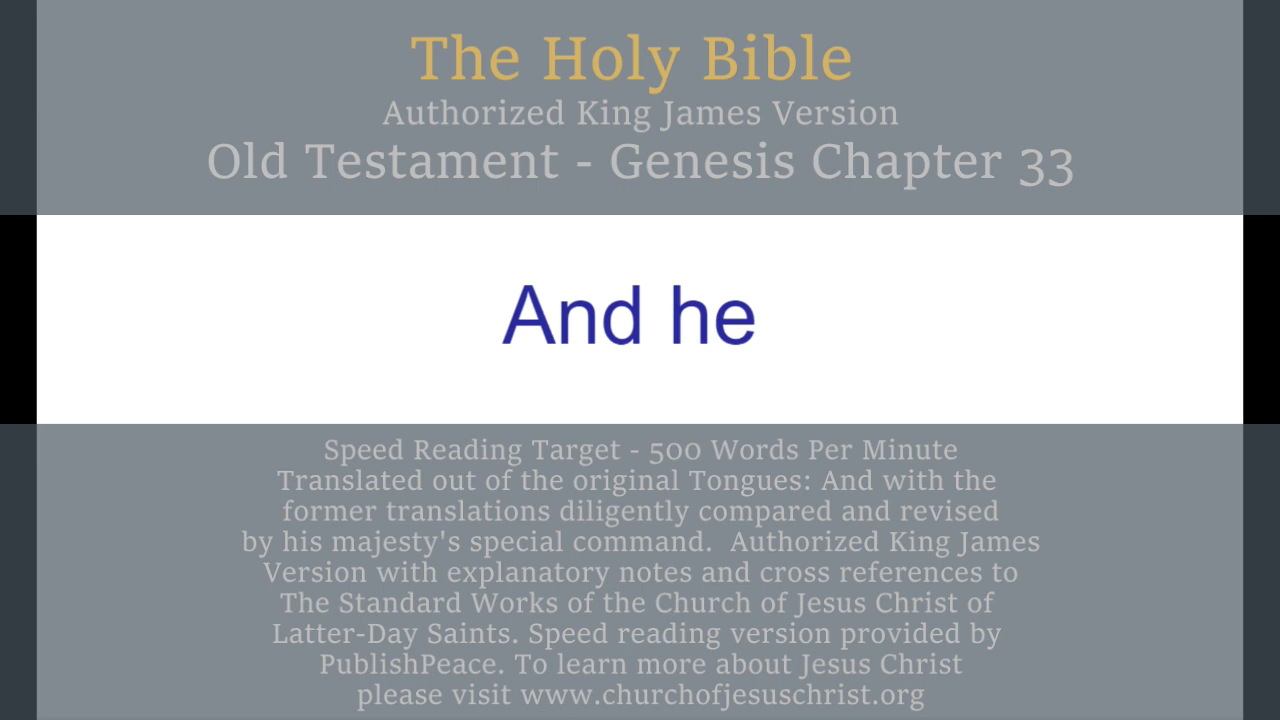 The Holy Bible
Authorized King James Version
Old Testament - Genesis Chapter 33
And he
Speed Reading Target - 500 Words Per Minute
Translated out of the original Tongues: And with the
former translations diligently compared and revised
by his majesty's special command.  Authorized King James
Version with explanatory notes and cross references to
The Standard Works of the Church of Jesus Christ of
Latter-Day Saints. Speed reading version provided by
PublishPeace. To learn more about Jesus Christ
please visit www.churchofjesuschrist.org